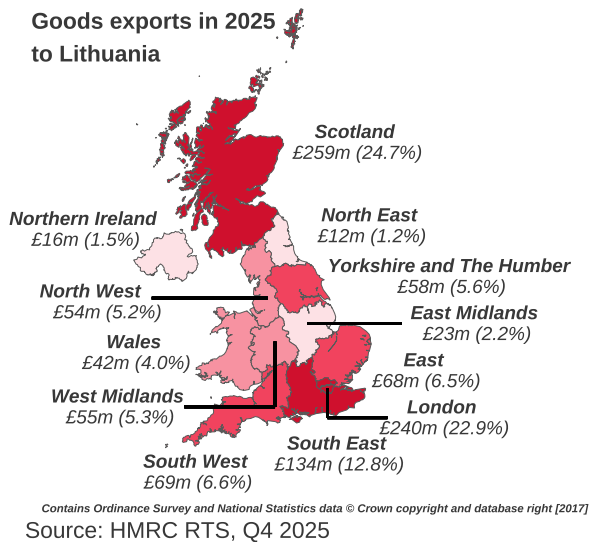 Goods exports in 2025
to Lithuania
Scotland
£259m (24.7%)
Northern Ireland
£16m (1.5%)
North East
£12m (1.2%)
Yorkshire and The Humber
£58m (5.6%)
North West
£54m (5.2%)
East Midlands
£23m (2.2%)
Wales
£42m (4.0%)
East
£68m (6.5%)
West Midlands
£55m (5.3%)
London
£240m (22.9%)
South East
£134m (12.8%)
South West
£69m (6.6%)
Contains Ordinance Survey and National Statistics data © Crown copyright and database right [2017]
Source: HMRC RTS, Q4 2025